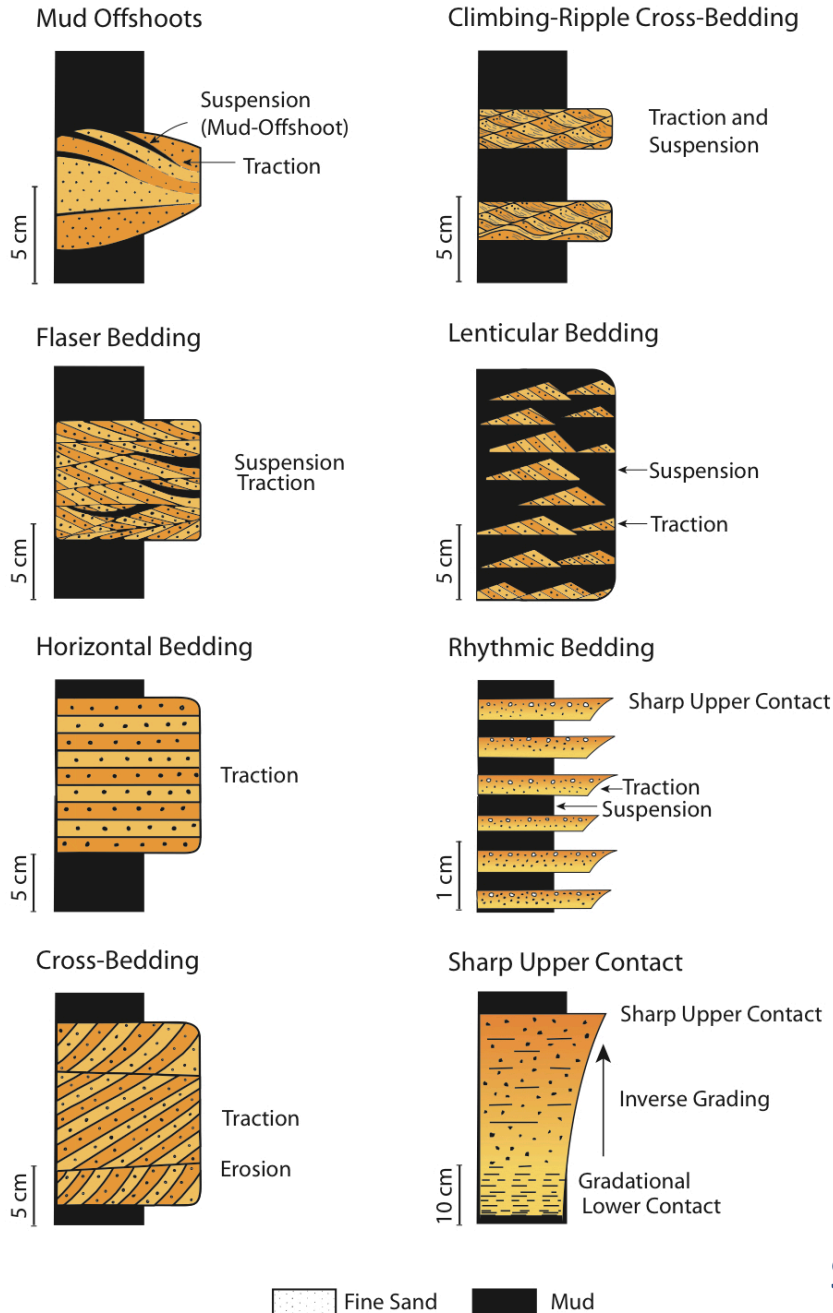 Mud Offshoots
Suspension
(Mud-Offshoot)
Traction
5 cm
Climbing-Ripple Cross-Bedding
Traction and
Suspension
5 cm
Flaser Bedding
Suspension
Traction
5 cm
Lenticular Bedding
Suspension
Traction
5 cm
Horizontal Bedding
Traction
5 cm
Rhythmic Bedding
Sharp Upper Contact
Traction
Suspension
1 cm
Cross-Bedding
Traction
Erosion
5 cm
Sharp Upper Contact
Sharp Upper Contact
Inverse Grading
Gradational
Lower Contact
10 cm
Fine Sand
Mud